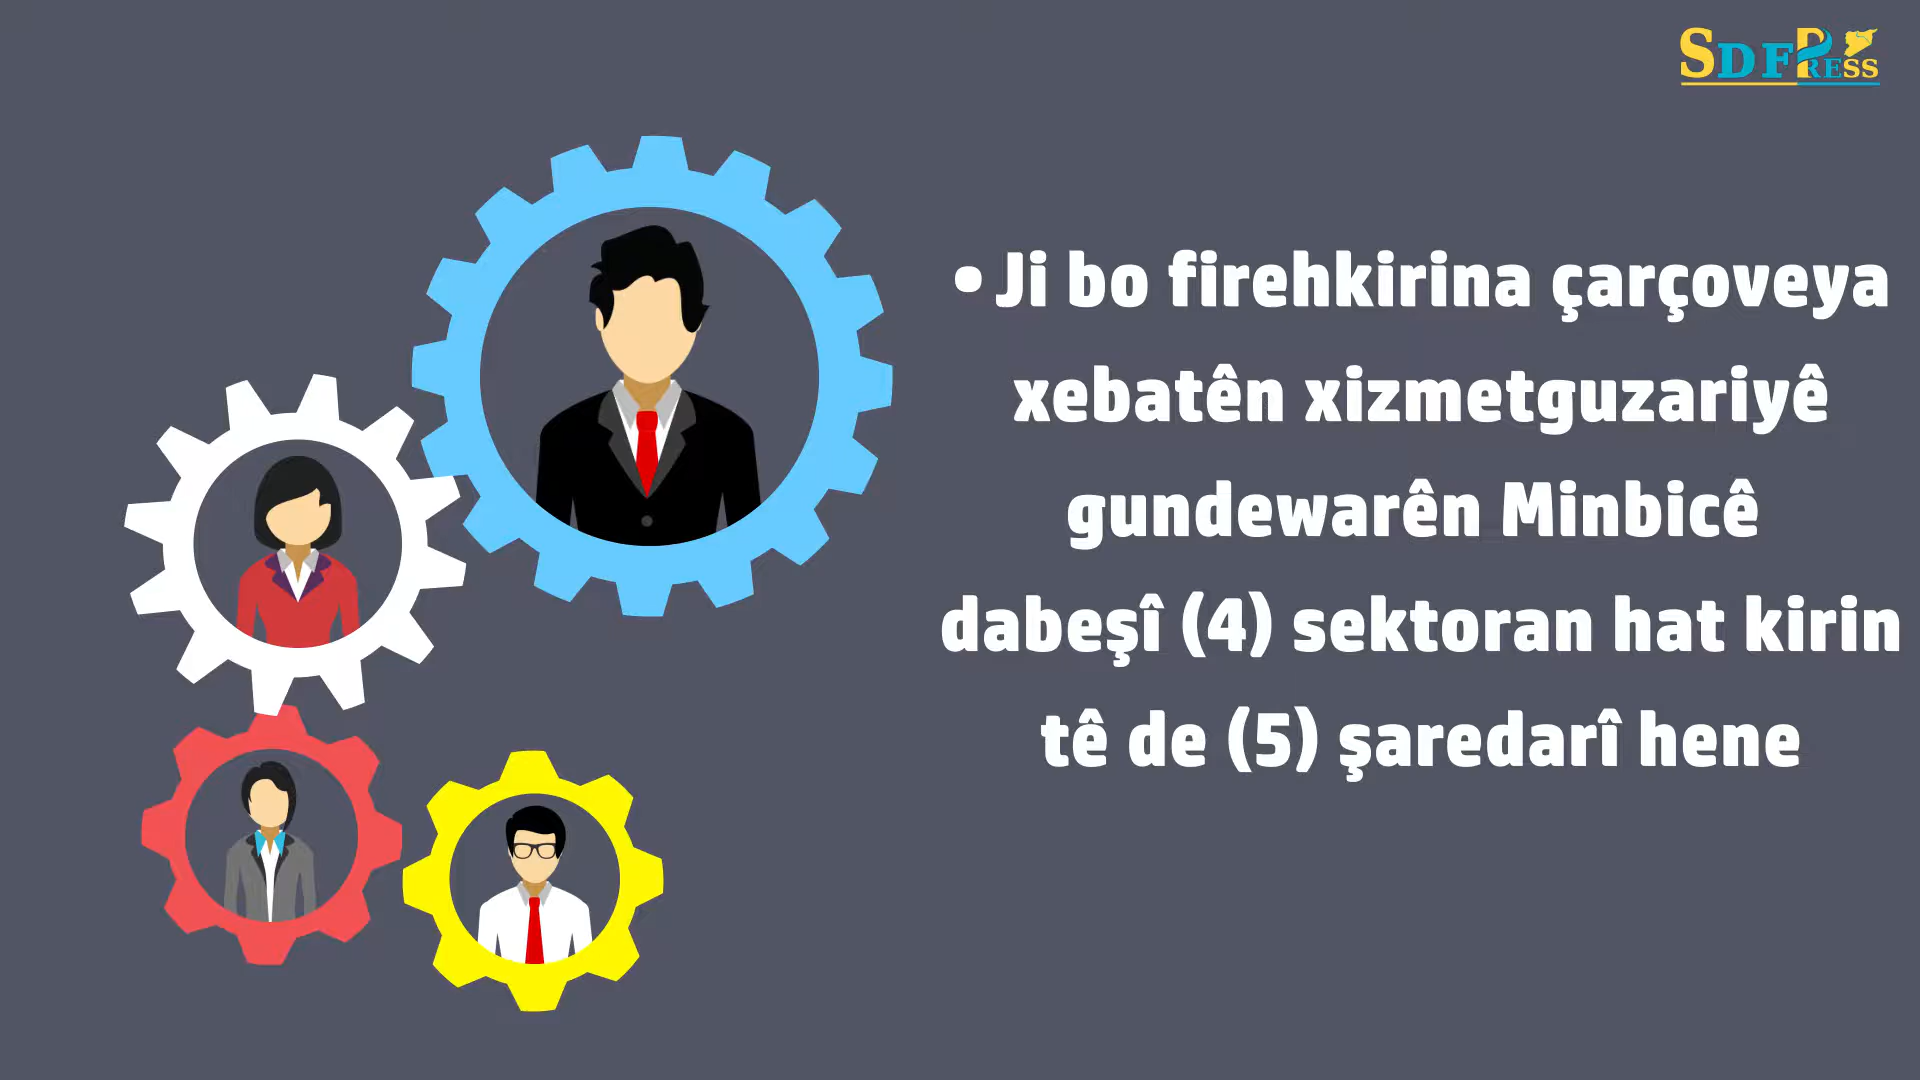 SDF PRESS
• Ji bo firehkirina çarçoveya
xebatên xizmetguzariyê
gundewarên Minbicê
dabeşî (4) sektoran hat kirin
tê de (5) şaredarî hene